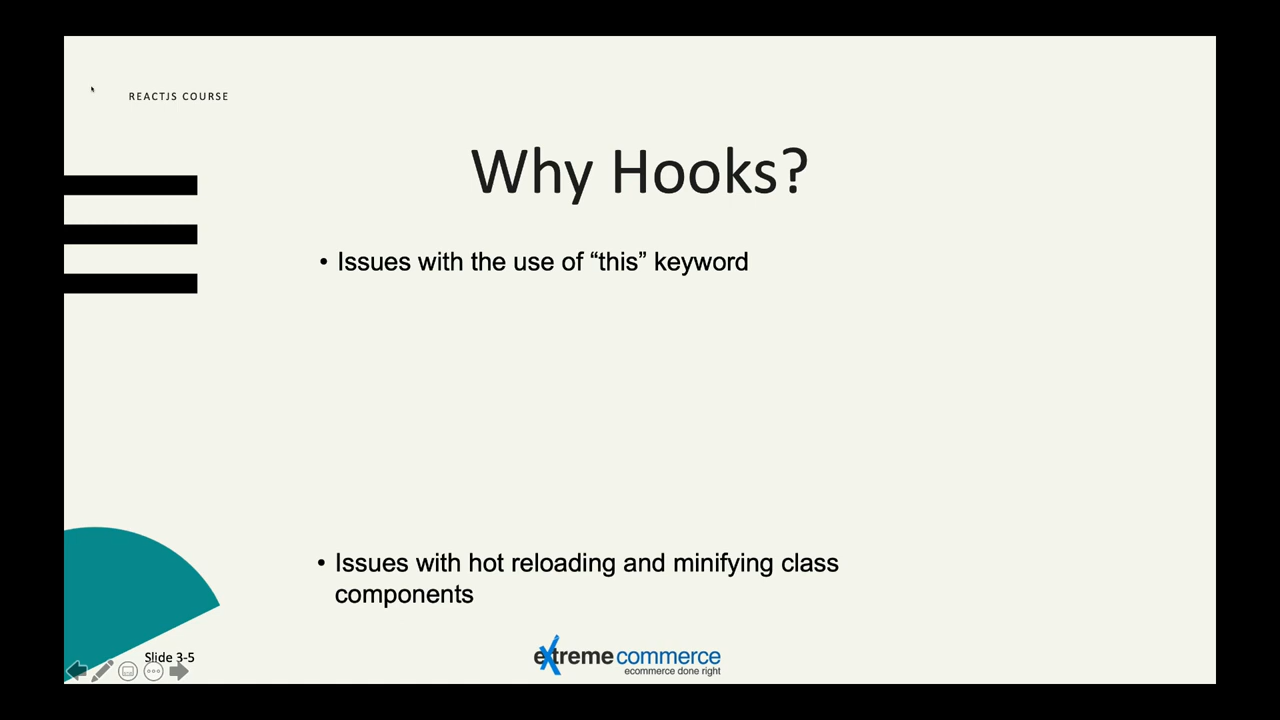 REACTJS COURSE
Why Hooks?
• Issues with the use of “this” keyword
• Issues with hot reloading and minifying class
components
Slide 3-5
extreme commerce
ecommerce done right